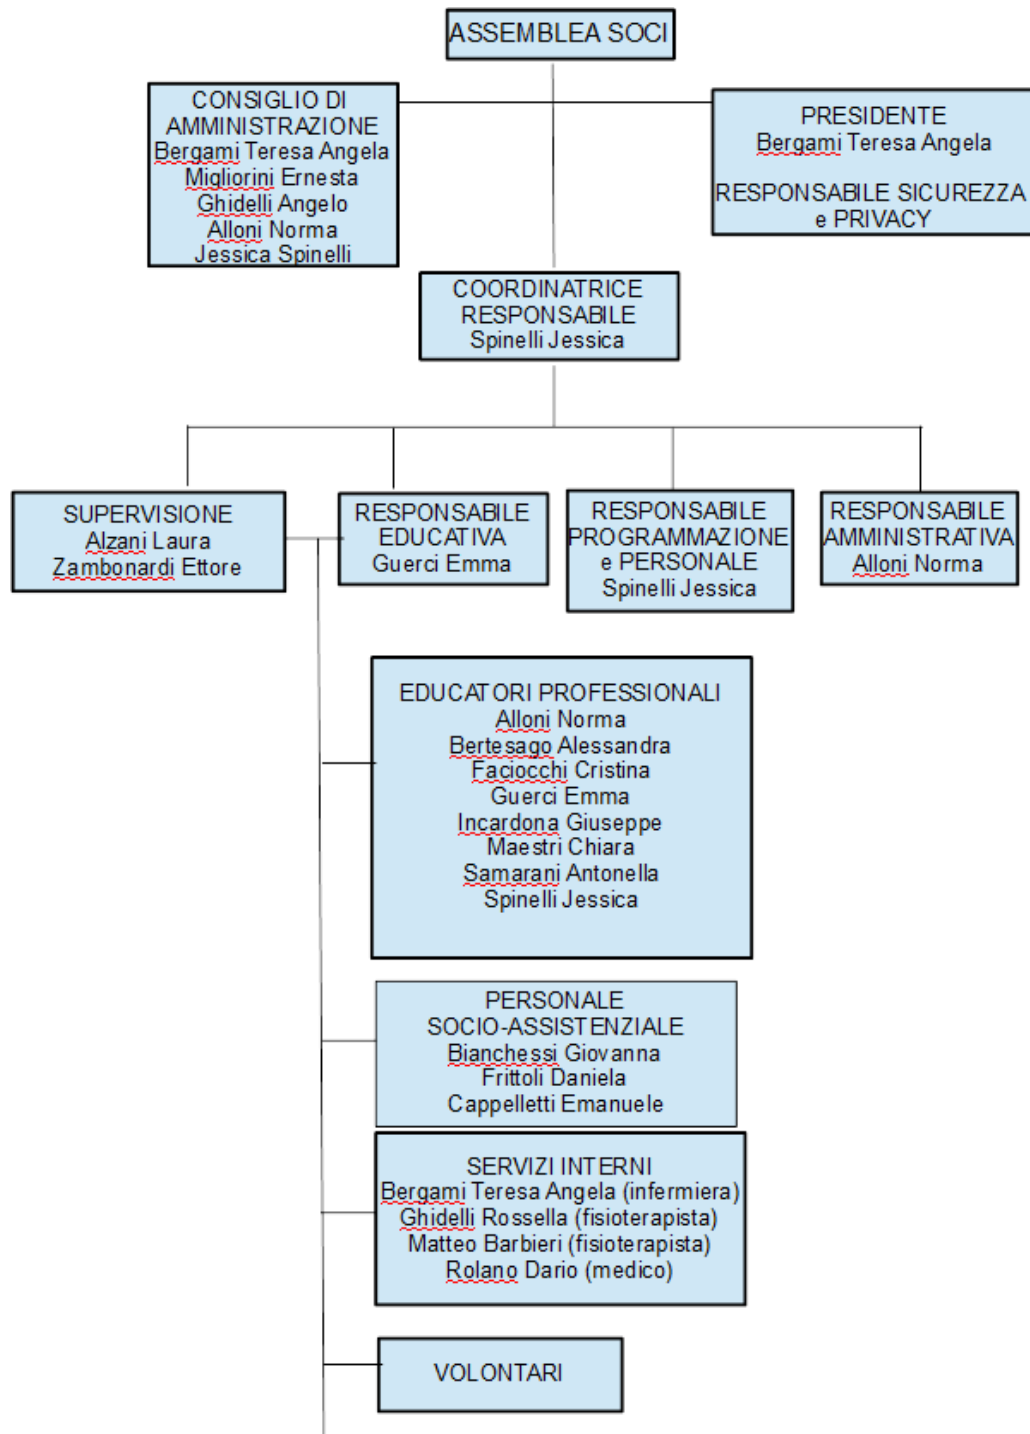 ASSEMBLEA SOCI
CONSIGLIO DI
AMMINISTRAZIONE
Bergami Teresa Angela
Migliorini Ernesta
Ghidelli Angelo
Alloni Norma
Jessica Spinelli
PRESIDENTE
Bergami Teresa Angela
RESPONSABILE SICUREZZA
e PRIVACY
COORDINATRICE
RESPONSABILE
Spinelli Jessica
SUPERVISIONE
Alzani Laura
Zambonardi Ettore
RESPONSABILE
EDUCATIVA
Guerci Emma
RESPONSABILE
PROGRAMMAZIONE
e PERSONALE
Spinelli Jessica
RESPONSABILE
AMMINISTRATIVA
Alloni Norma
EDUCATORI PROFESSIONALI
Alloni Norma
Bertesago Alessandra
Faciocchi Cristina
Guerci Emma
Incardona Giuseppe
Maestri Chiara
Samarani Antonella
Spinelli Jessica
PERSONALE
SOCIO-ASSISTENZIALE
Bianchessi Giovanna
Frittoli Daniela
Cappelletti Emanuele
SERVIZI INTERNI
Bergami Teresa Angela (infermiera)
Ghidelli Rossella (fisioterapista)
Matteo Barbieri (fisioterapista)
Rolano Dario (medico)
VOLONTARI